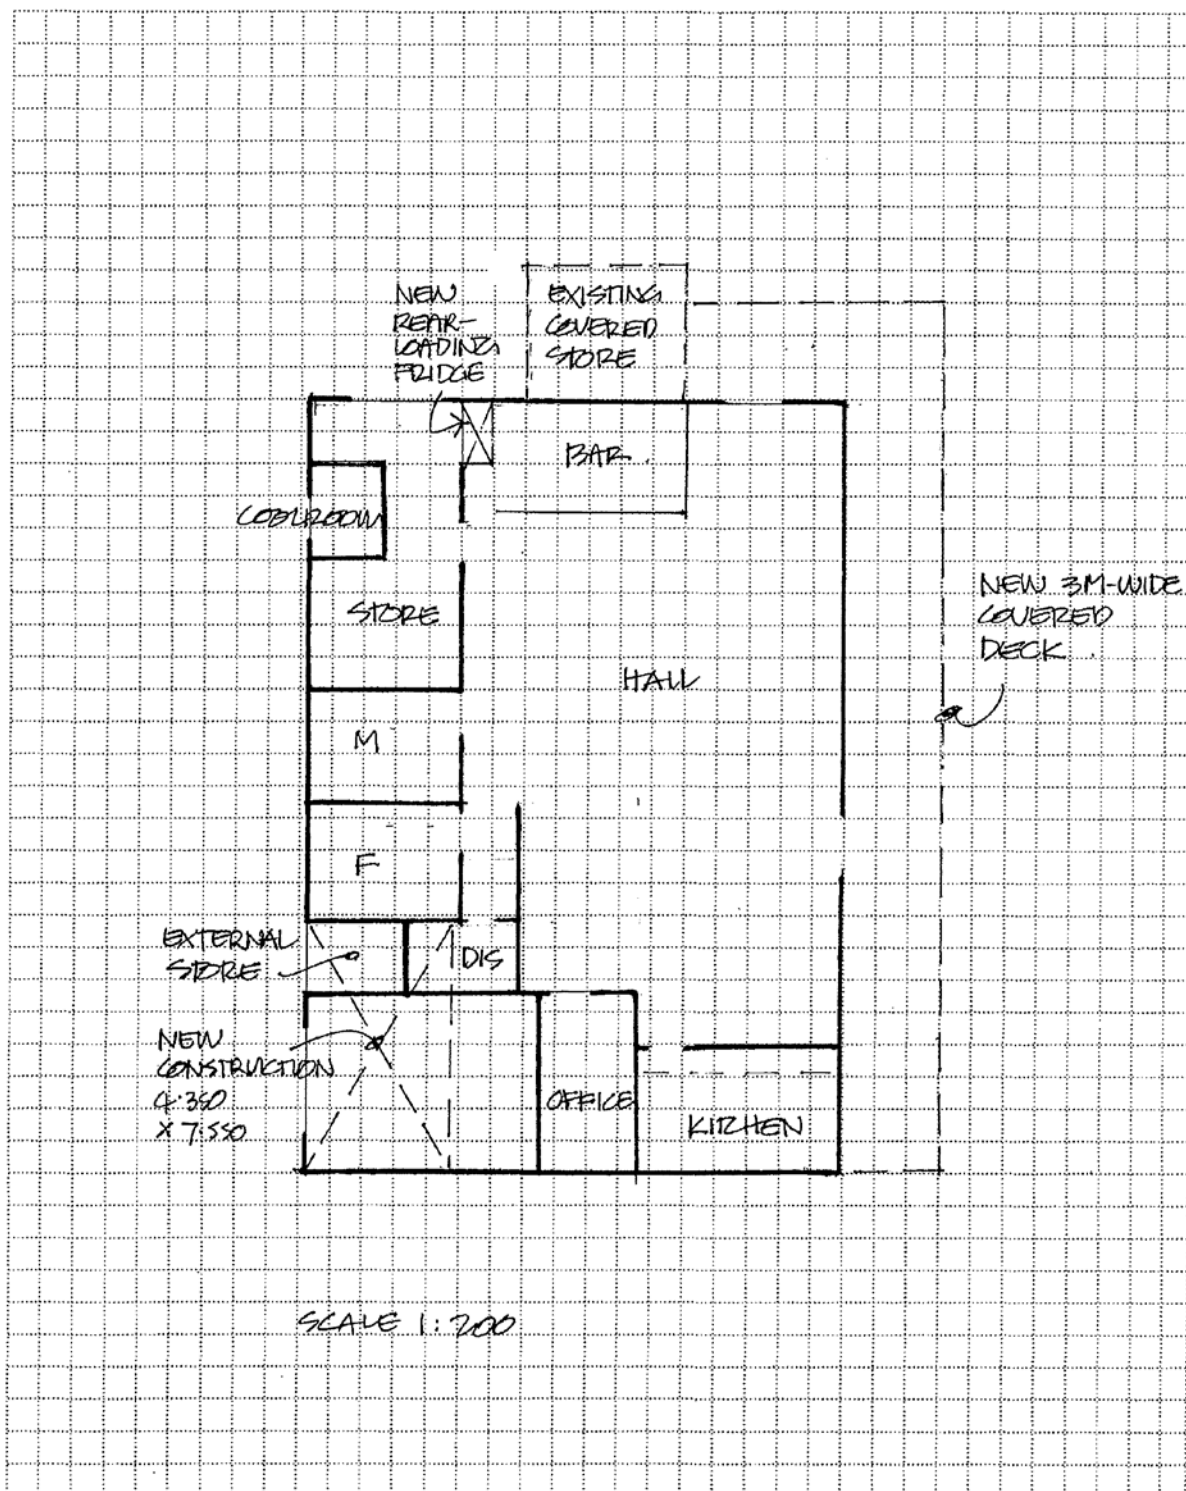 NEW
REAR-
LOADING
FRIDGE
EXISTING
COVERED
STORE
BAR.
COOLROOM
STORE
NEW 3M-WIDE
COVERED
DECK.
HALL
M
F
EXTERNAL
STORE
DIS
NEW
CONSTRUCTION
4.350
X 7.550
OFFICE
KITCHEN
SCALE 1:200